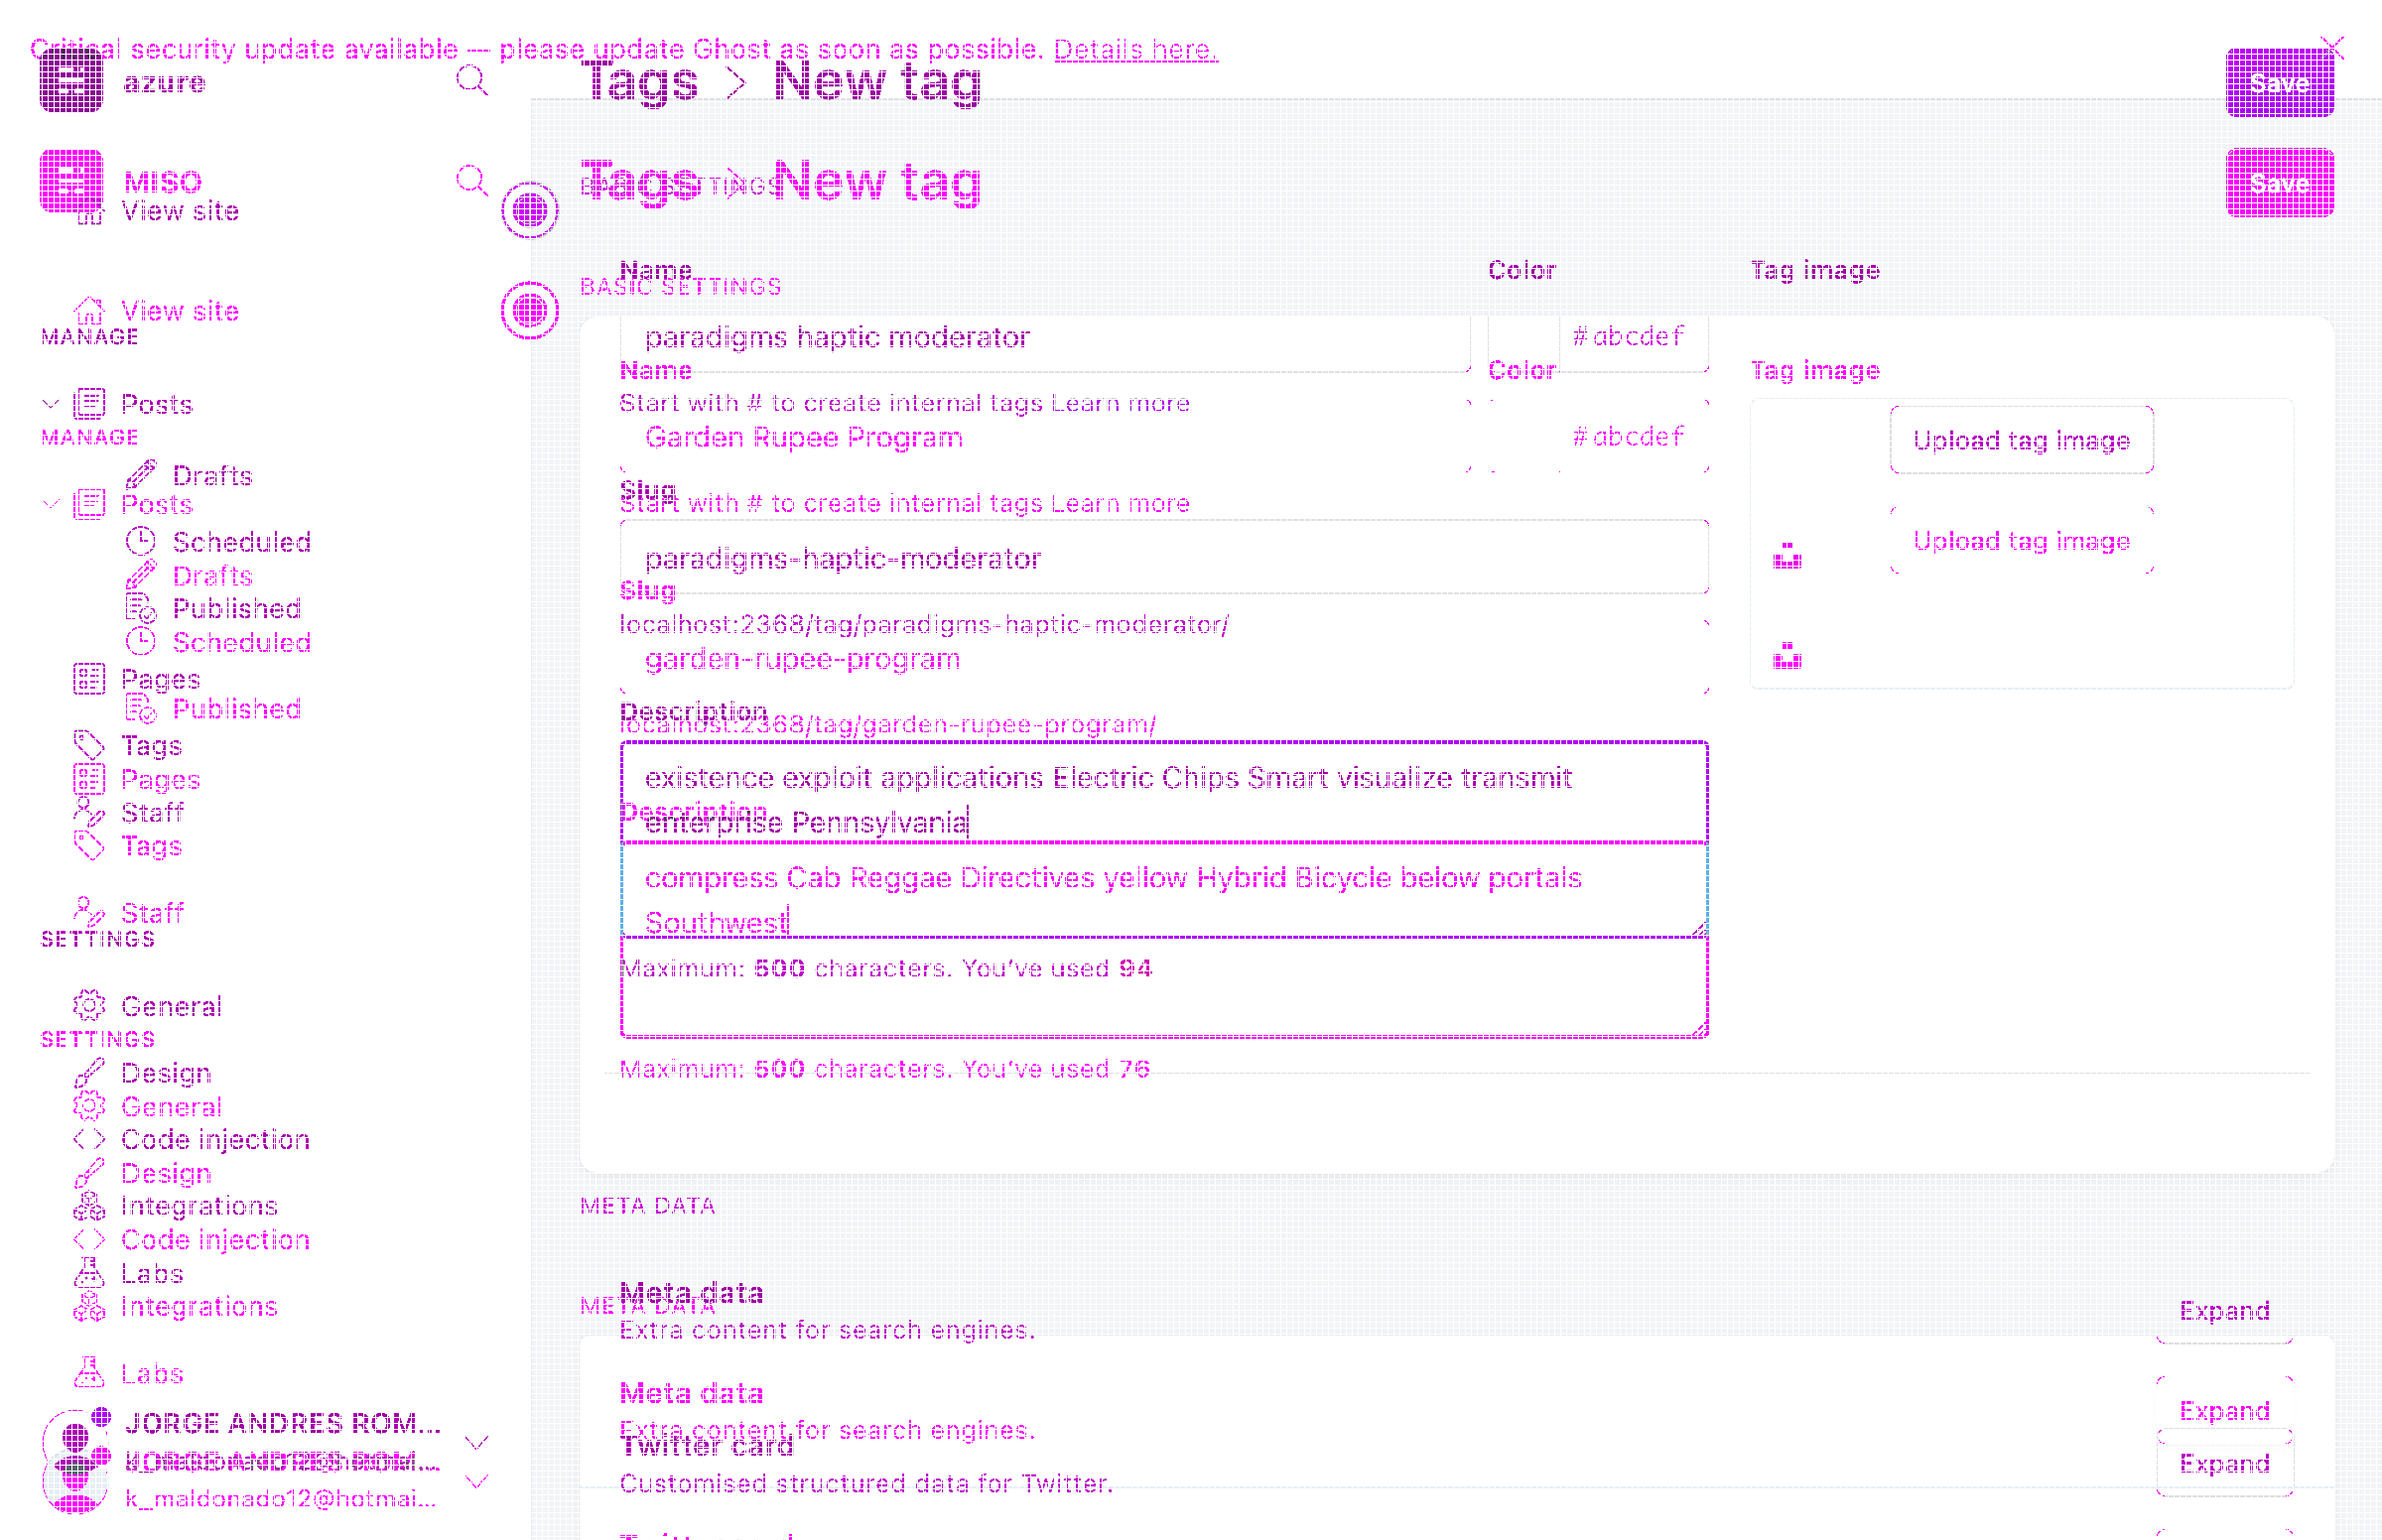 Critical security update available — please update Ghost as soon as possible. Details here.
azure
Tags > New tag
Save
MISO
Tags > New tag
Save
BASIC SETTINGS
View site
Name
Color
Tag image
BASIC SETTINGS
View site
MANAGE
paradigms haptic moderator
#abcdef
Name
Color
Tag image
Posts
Start with # to create internal tags Learn more
MANAGE
Garden Rupee Program
#abcdef
Upload tag image
Drafts
Slug
Posts
Start with # to create internal tags Learn more
Scheduled
Upload tag image
paradigms-haptic-moderator
Drafts
Slug
Published
localhost:2368/tag/paradigms-haptic-moderator/
Scheduled
garden-rupee-program
Pages
Published
Description
localhost:2368/tag/garden-rupee-program/
Tags
Pages
existence exploit applications Electric Chips Smart visualize transmit
enterprise Pennsylvania
Description
Staff
Tags
compress Cab Reggae Directives yellow Hybrid Bicycle below portals
Southwest
Staff
SETTINGS
Maximum: 500 characters. You’ve used 94
General
SETTINGS
Maximum: 500 characters. You’ve used 76
Design
General
Code injection
Design
Integrations
META DATA
Code injection
Labs
Meta data
META DATA
Integrations
Expand
Extra content for search engines.
Labs
Meta data
Expand
JORGE ANDRES ROM...
Extra content for search engines.
Twitter card
JORGE ANDRES ROM...
Expand
Customised structured data for Twitter.
k_maldonado12@hotmai...